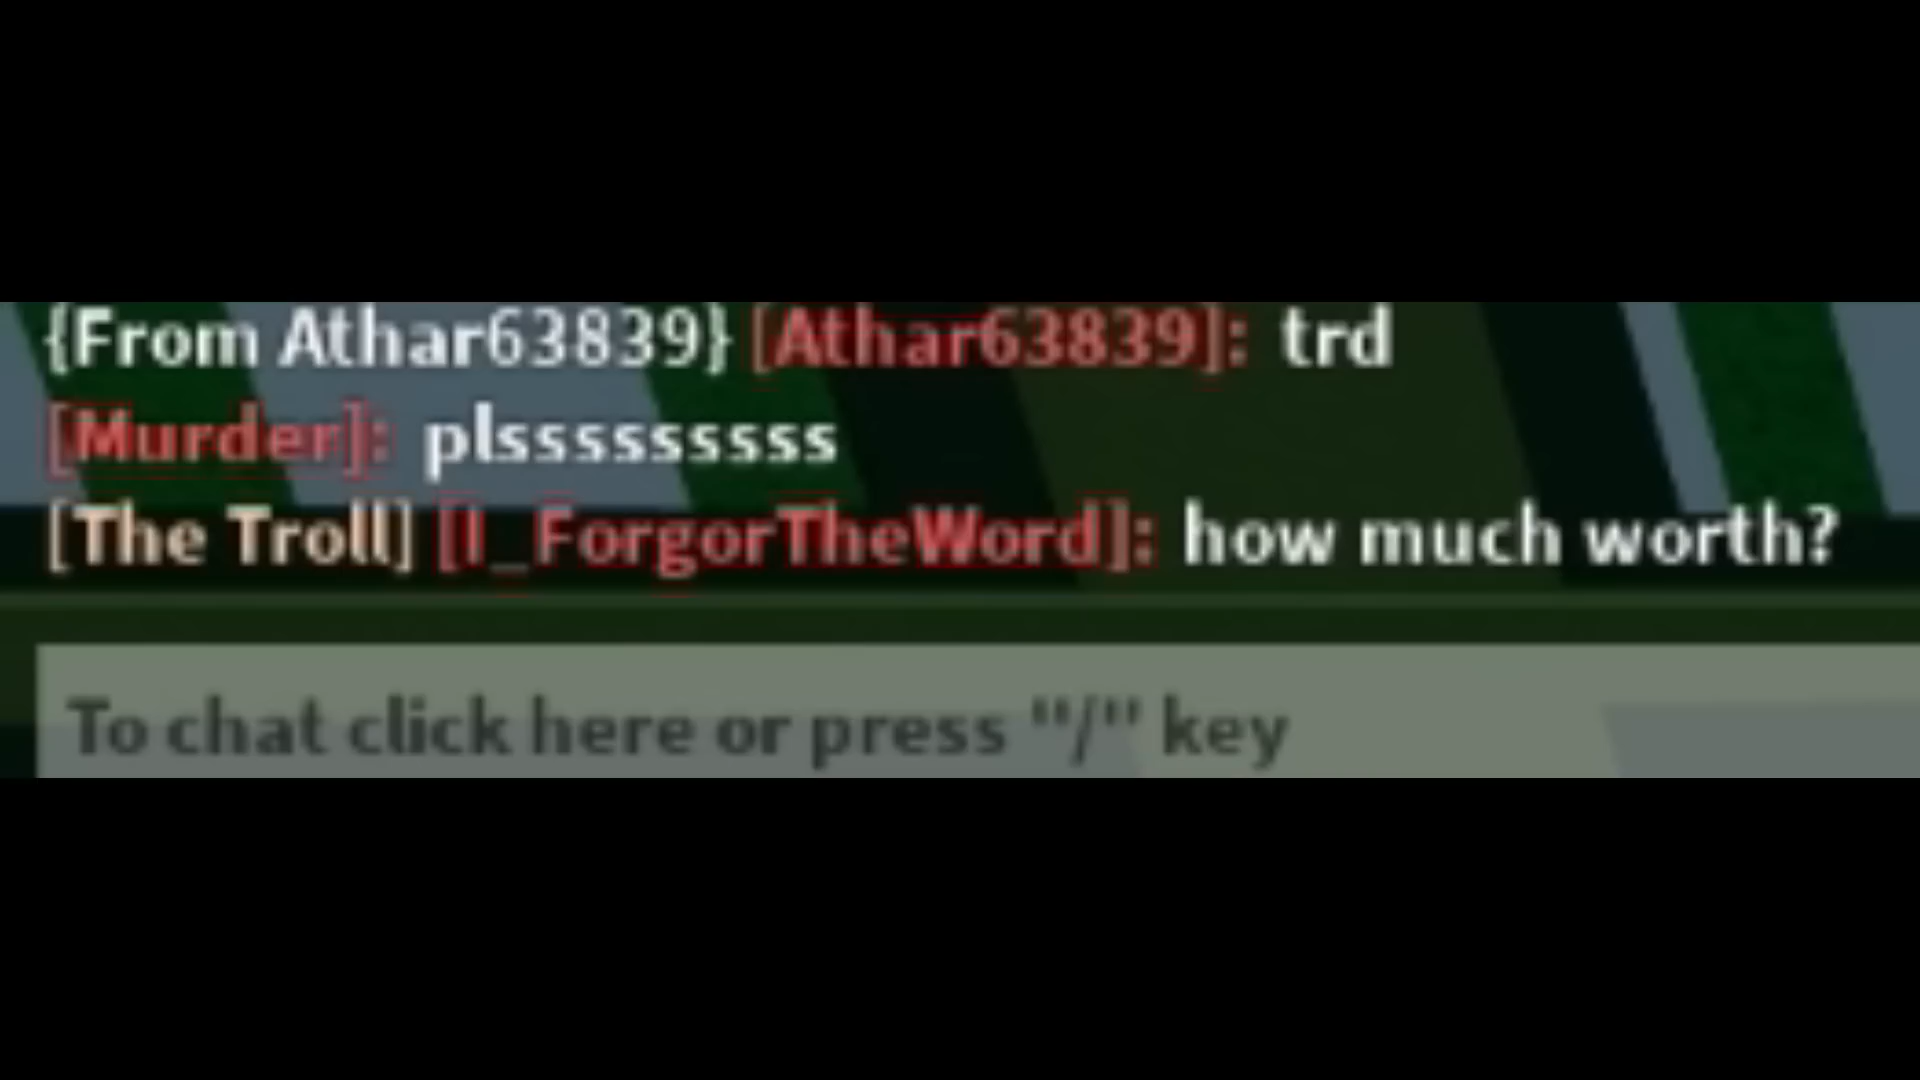 {From Athar63839} [Athar63839]: trd
[Murder]: plsssssssss
[The Troll] [I_ForgorTheWord]: how much worth?
To chat click here or press "/" key